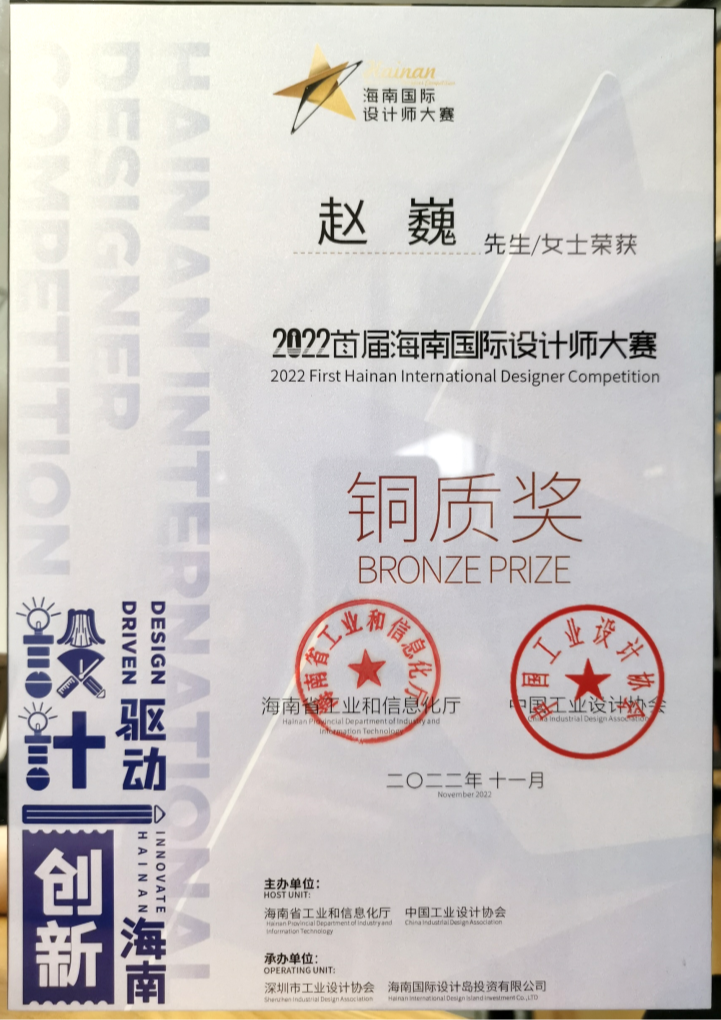 Hainan
海南国际
设计师大赛
赵 巍
先生/女士荣获
2022首届海南国际设计师大赛
2022 First Hainan International Designer Competition
铜质奖
BRONZE PRIZE
海南省工业和信息化厅
中国工业设计协会
海南省工业和信息化厅
Hainan Provincial Department of Industry and
Information Technology
中国工业设计协会
China Industrial Design Association
二〇二二年 十一月
November 2022
主办单位:
HOST UNIT:
海南省工业和信息化厅
Hainan Provincial Department of Industry and
Information Technology
中国工业设计协会
China Industrial Design Association
承办单位:
OPERATING UNIT:
深圳市工业设计协会
Shenzhen Industrial Design Association
海南国际设计岛投资有限公司
Hainan International Design Island Investment Co.,LTD
HAINAN INTERNATIONAL
DESIGNER
COMPETITION
设计
DESIGN
DRIVEN
驱动
创新
INNOVATE
HAINAN
海南